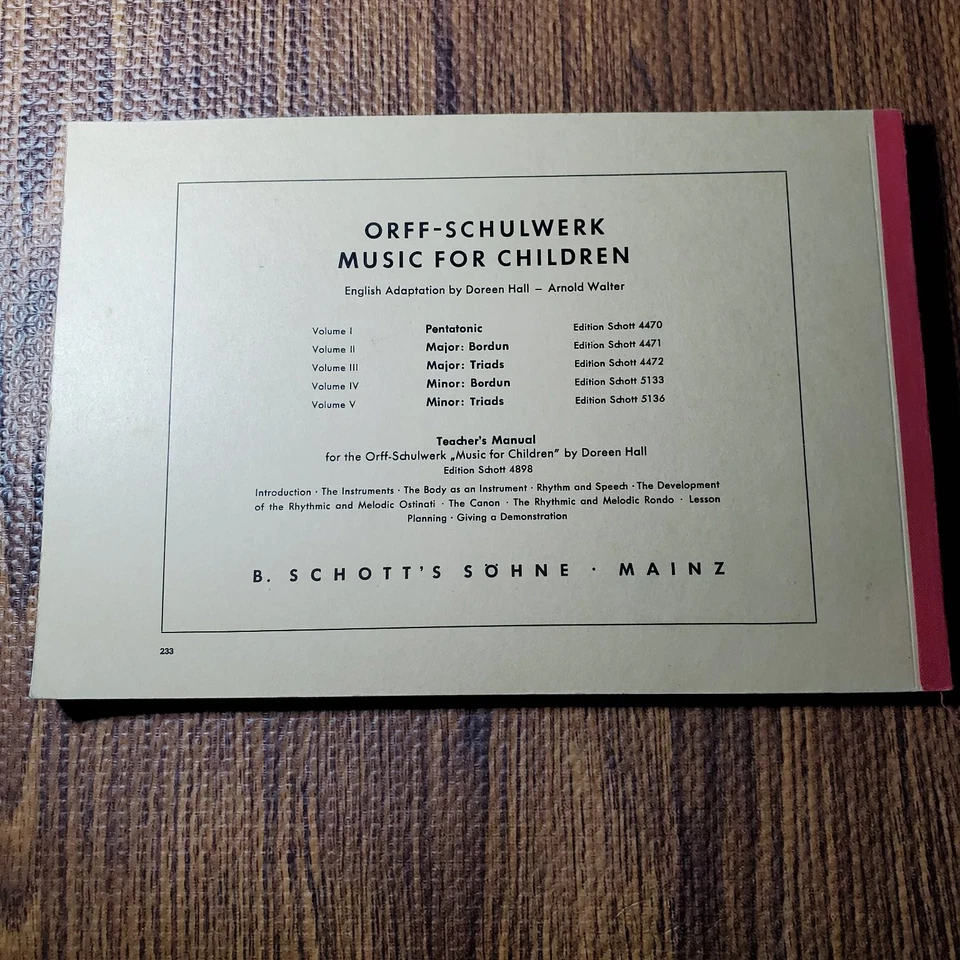 ORFF-SCHULWERK
MUSIC FOR CHILDREN
English Adaptation by Doreen Hall – Arnold Walter
Volume I Pentatonic Edition Schott 4470
Volume II Major: Bordun Edition Schott 4471
Volume III Major: Triads Edition Schott 4472
Volume IV Minor: Bordun Edition Schott 5133
Volume V Minor: Triads Edition Schott 5136
Teacher's Manual
for the Orff-Schulwerk „Music for Children" by Doreen Hall
Edition Schott 4898
Introduction · The Instruments · The Body as an Instrument · Rhythm and Speech · The Development
of the Rhythmic and Melodic Ostinati · The Canon · The Rhythmic and Melodic Rondo · Lesson
Planning · Giving a Demonstration
B. SCHOTT'S SÖHNE · MAINZ
233